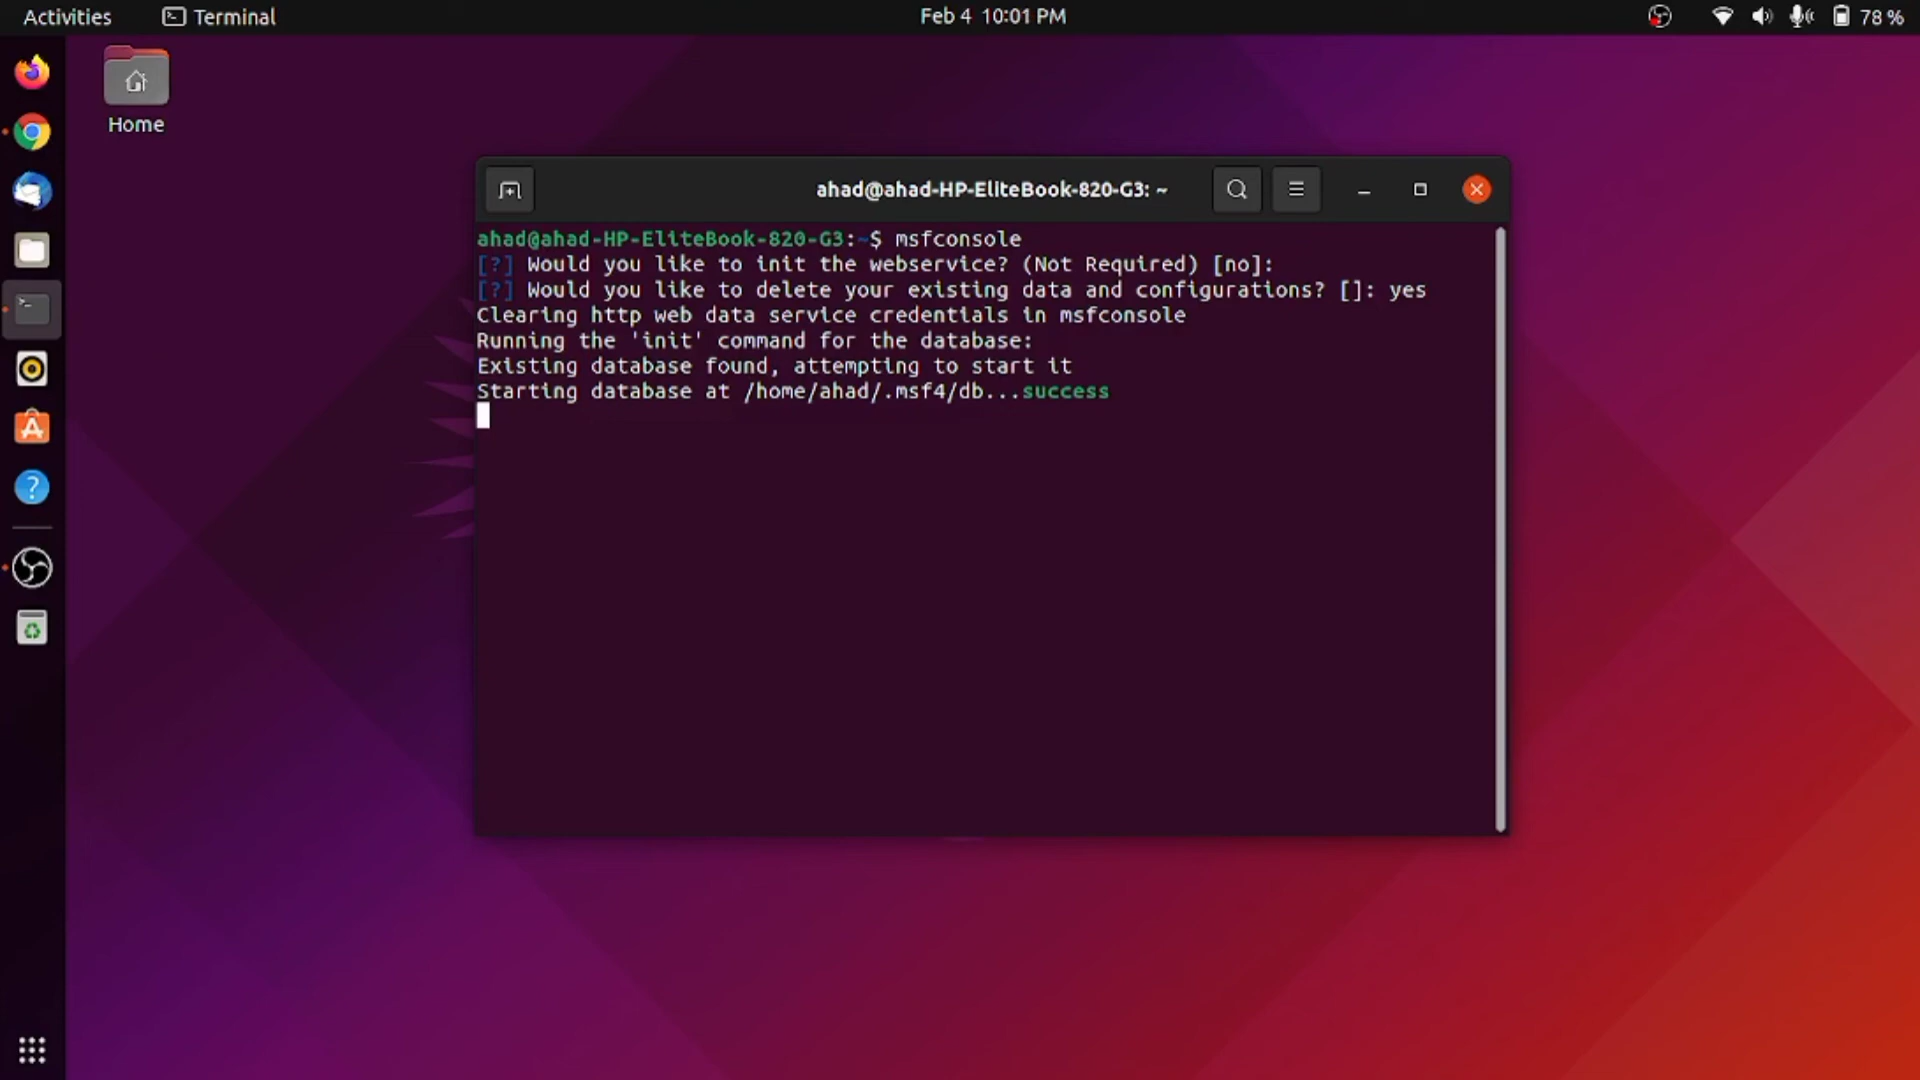 Activities Terminal Feb 4 10:01 PM 78 %
Home
ahad@ahad-HP-EliteBook-820-G3: ~
ahad@ahad-HP-EliteBook-820-G3:~$ msfconsole
[?] Would you like to init the webservice? (Not Required) [no]:
[?] Would you like to delete your existing data and configurations? []: yes
Clearing http web data service credentials in msfconsole
Running the 'init' command for the database:
Existing database found, attempting to start it
Starting database at /home/ahad/.msf4/db...success